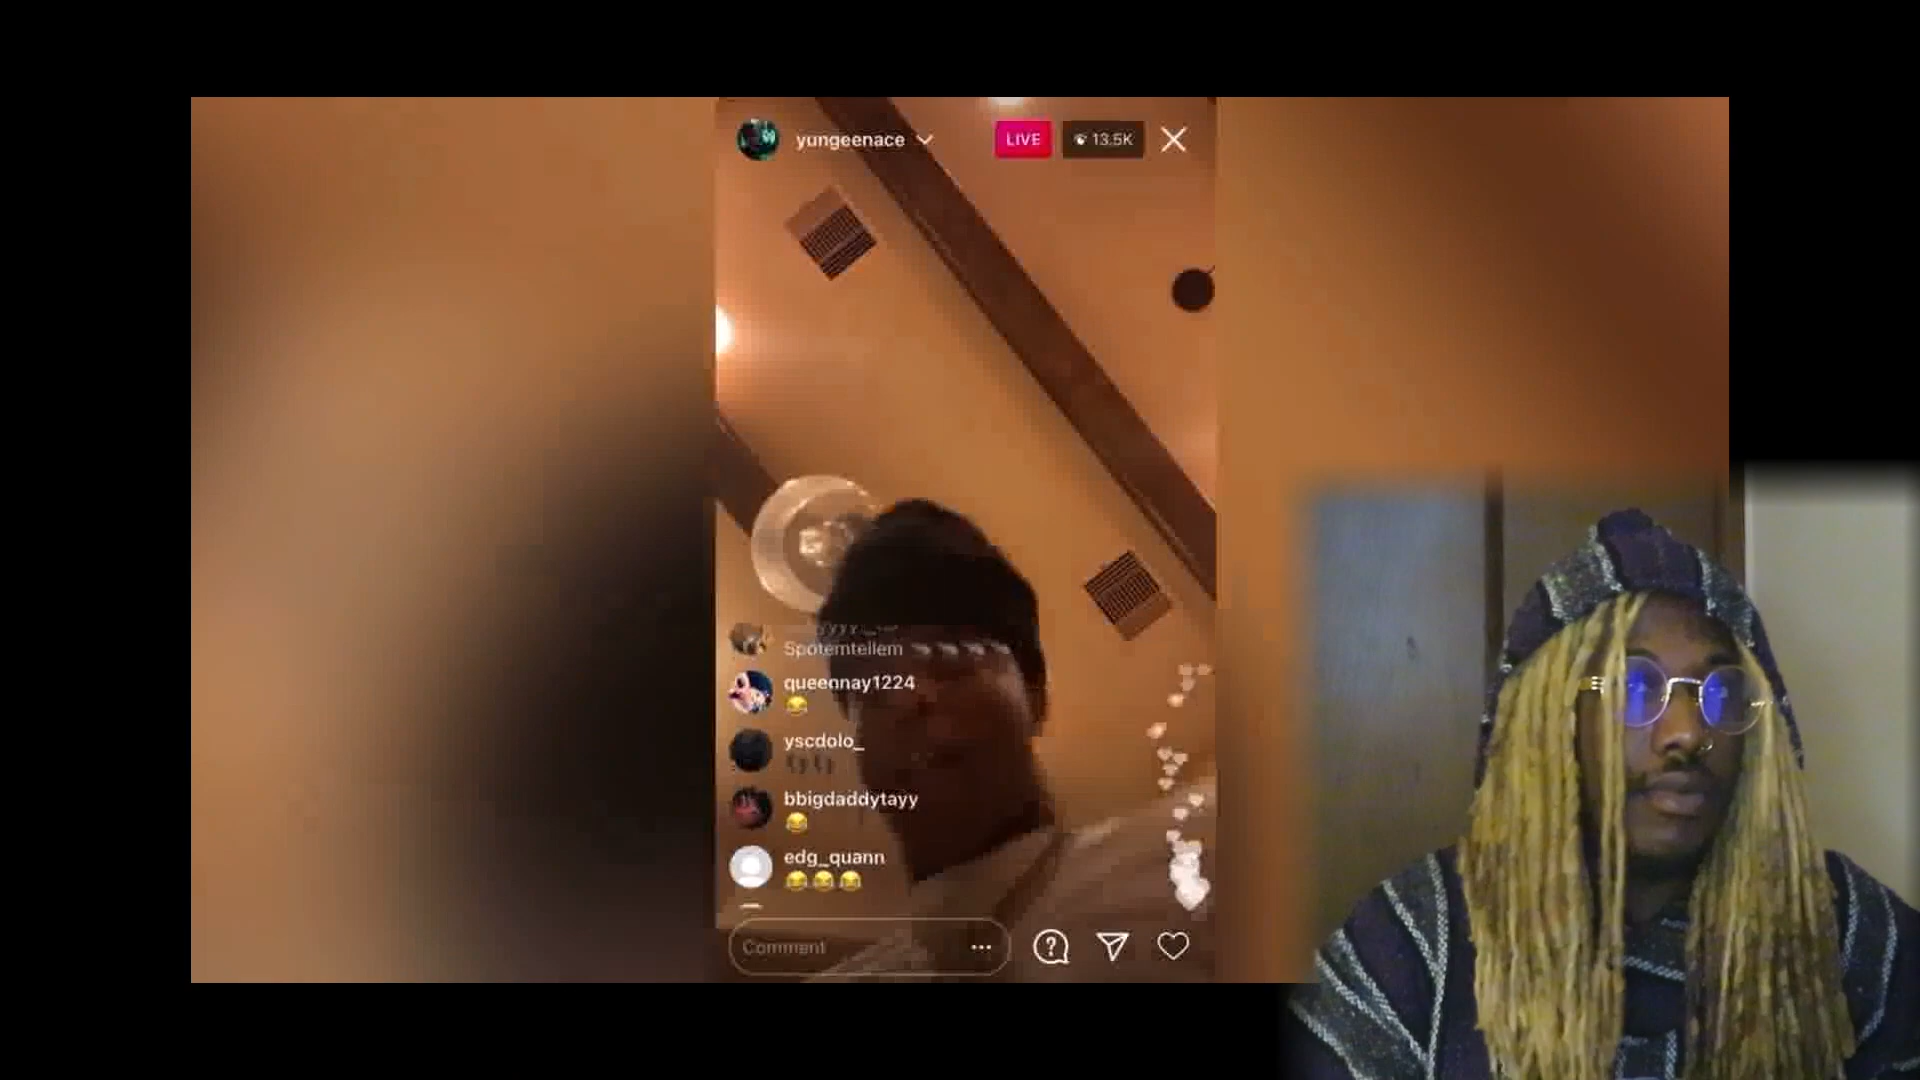 yungeenace
LIVE
13.5K
Spotemtellem
queennay1224
😂
yscdolo_
bbigdaddytayy
😂
edg_quann
😂😂😂
Comment